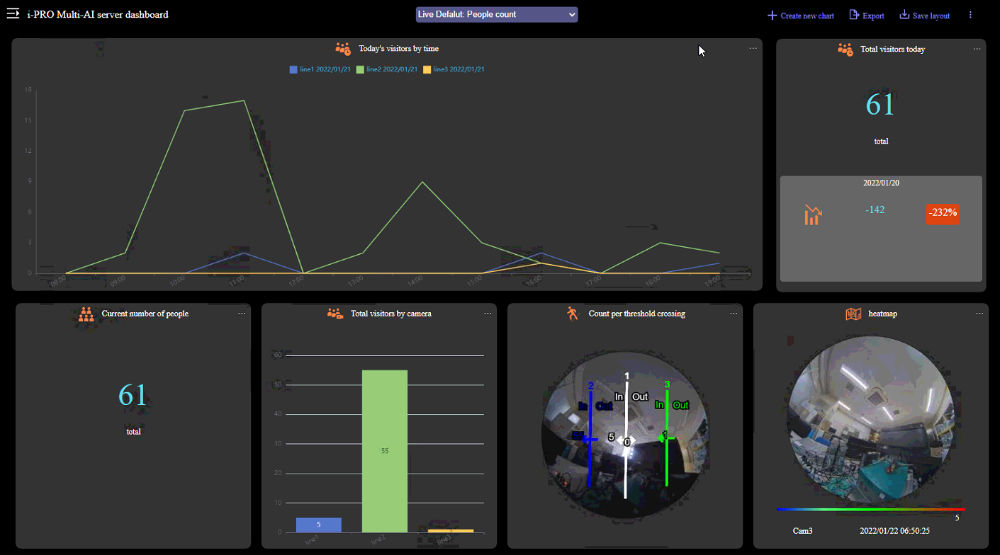 i-PRO Multi-AI server dashboard
Live Defalut: People count
Create new chart
Export
Save layout
Today's visitors by time
line1 2022/01/21 line2 2022/01/21 line3 2022/01/21
18
15
12
9
6
3
0
08:00 09:00 10:00 11:00 12:00 13:00 14:00 15:00 16:00 17:00 18:00 19:00
Total visitors today
61
total
2022/01/20
-142
-232%
Current number of people
61
total
Total visitors by camera
60
50
40
30
20
10
0
55
5
line1 line2 line3
Count per threshold crossing
2 1 3
In Out In Out In Out
55 5 0 1
heatmap
5
Cam3 2022/01/22 06:50:25